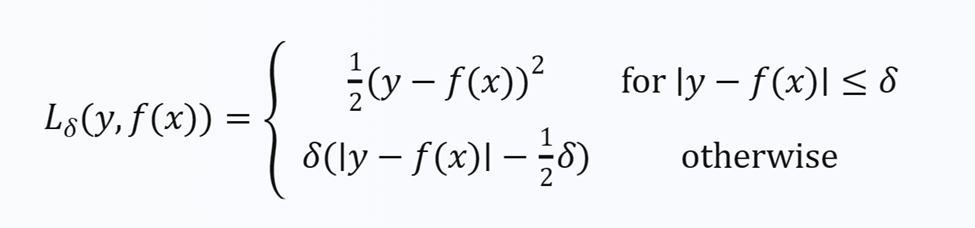 L_δ(y, f(x)) = {
½(y − f(x))² for |y − f(x)| ≤ δ
δ(|y − f(x)| − ½δ) otherwise